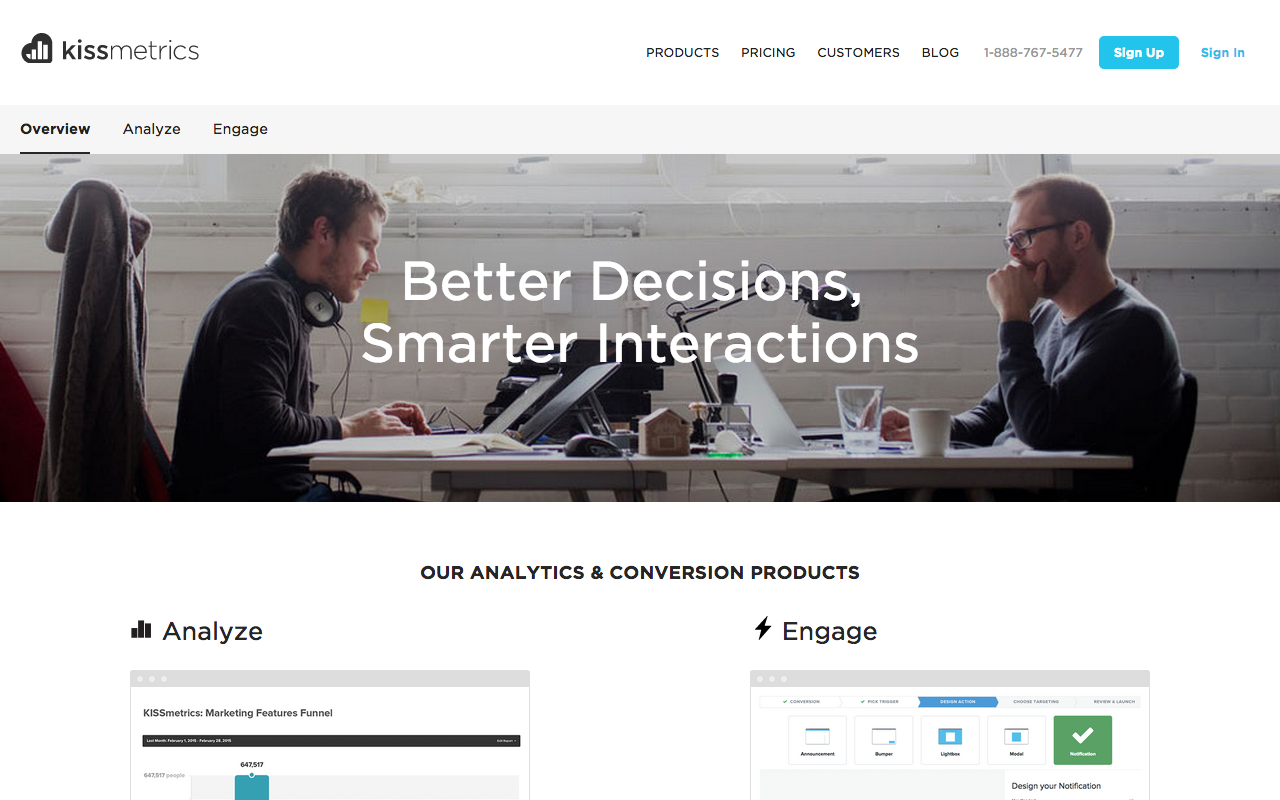 kissmetrics
PRODUCTS PRICING CUSTOMERS BLOG 1-888-767-5477 Sign Up Sign In
Overview Analyze Engage
Better Decisions,
Smarter Interactions
OUR ANALYTICS & CONVERSION PRODUCTS
Analyze
KISSmetrics: Marketing Features Funnel
Last Month: February 1, 2015 - February 28, 2015 Edit Report
647,517
647,517 people
Engage
CONVERSION PICK TRIGGER DESIGN ACTION CHOOSE TARGETING REVIEW & LAUNCH
Announcement Bumper Lightbox Modal Notification
Design your Notification